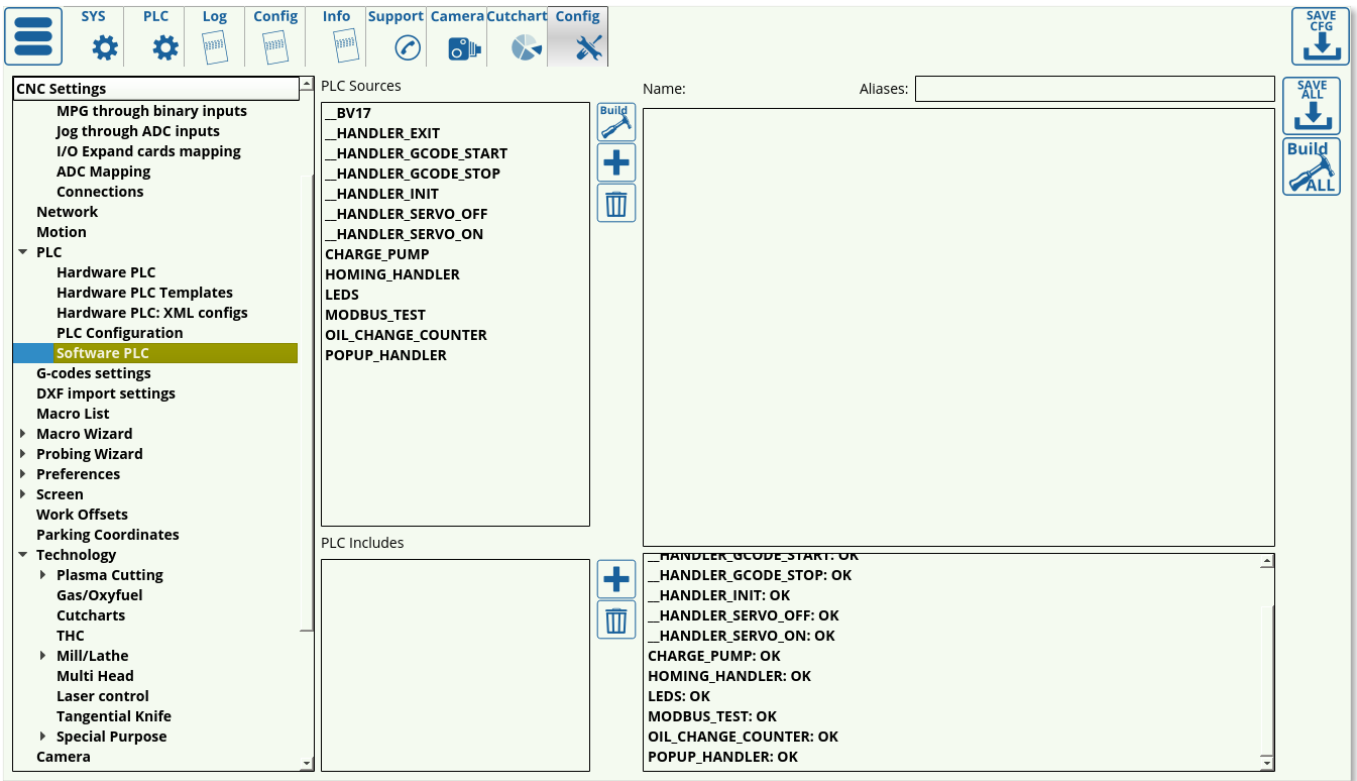 SYS
PLC
Log
Config
Info
Support
Camera
Cutchart
Config
SAVE
CFG
CNC Settings
MPG through binary inputs
Jog through ADC inputs
I/O Expand cards mapping
ADC Mapping
Connections
Network
Motion
PLC
Hardware PLC
Hardware PLC Templates
Hardware PLC: XML configs
PLC Configuration
Software PLC
G-codes settings
DXF import settings
Macro List
Macro Wizard
Probing Wizard
Preferences
Screen
Work Offsets
Parking Coordinates
Technology
Plasma Cutting
Gas/Oxyfuel
Cutcharts
THC
Mill/Lathe
Multi Head
Laser control
Tangential Knife
Special Purpose
Camera
PLC Sources
__BV17
__HANDLER_EXIT
__HANDLER_GCODE_START
__HANDLER_GCODE_STOP
__HANDLER_INIT
__HANDLER_SERVO_OFF
__HANDLER_SERVO_ON
CHARGE_PUMP
HOMING_HANDLER
LEDS
MODBUS_TEST
OIL_CHANGE_COUNTER
POPUP_HANDLER
Build
PLC Includes
Name:
Aliases:
__HANDLER_GCODE_START: OK
__HANDLER_GCODE_STOP: OK
__HANDLER_INIT: OK
__HANDLER_SERVO_OFF: OK
__HANDLER_SERVO_ON: OK
CHARGE_PUMP: OK
HOMING_HANDLER: OK
LEDS: OK
MODBUS_TEST: OK
OIL_CHANGE_COUNTER: OK
POPUP_HANDLER: OK
SAVE
ALL
Build
ALL